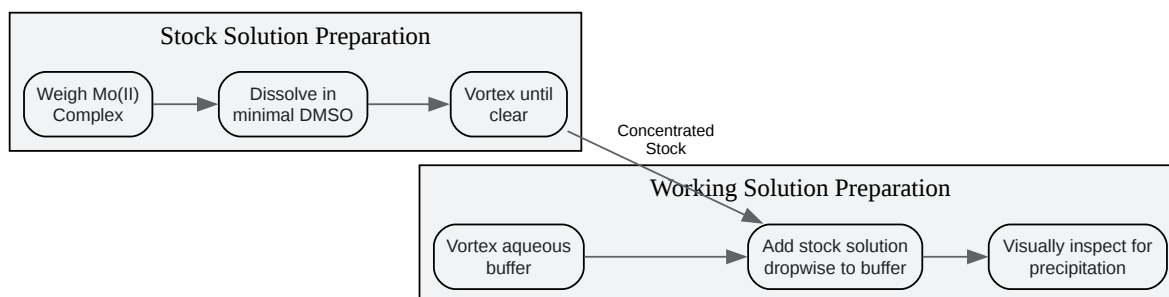 Stock Solution Preparation
Weigh Mo(II)
Complex
Dissolve in
minimal DMSO
Vortex until
clear
Concentrated
Stock
Working Solution Preparation
Vortex aqueous
buffer
Add stock solution
dropwise to buffer
Visually inspect for
precipitation